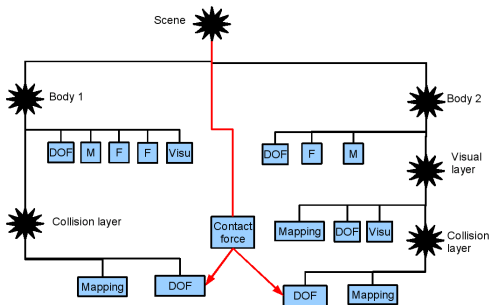 Scene
Body 1
Body 2
DOF
M
F
F
Visu
DOF
F
M
Visual
layer
Collision layer
Contact
force
Mapping
DOF
Visu
Collision
layer
Mapping
DOF
DOF
Mapping